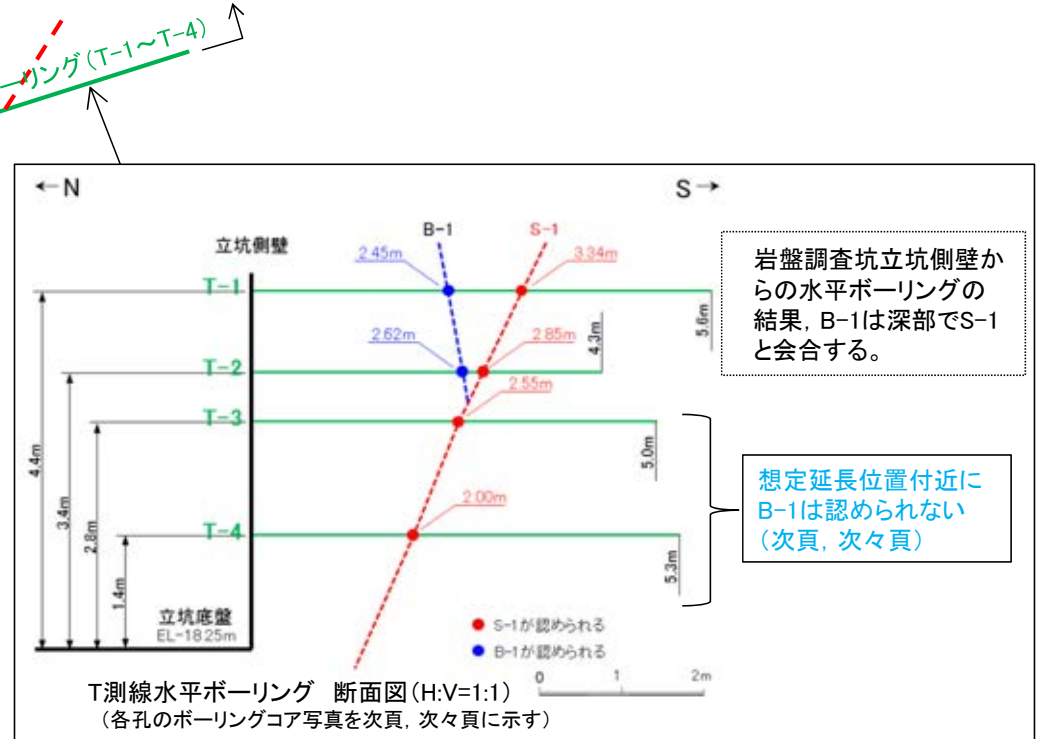 ーリング(T-1～T-4)
←N
S→
立坑側壁
B-1
S-1
2.45m
3.34m
T-1
5.6m
2.62m
2.85m
4.3m
T-2
2.55m
T-3
5.0m
2.00m
T-4
5.3m
4.4m
3.4m
2.8m
1.4m
立坑底盤
EL-18.25m
S-1が認められる
B-1が認められる
0 1 2m
岩盤調査坑立坑側壁か
らの水平ボーリングの
結果，B-1は深部でS-1
と会合する。
想定延長位置付近に
B-1は認められない
（次頁，次々頁）
T測線水平ボーリング　断面図(H:V=1:1)
（各孔のボーリングコア写真を次頁，次々頁に示す）